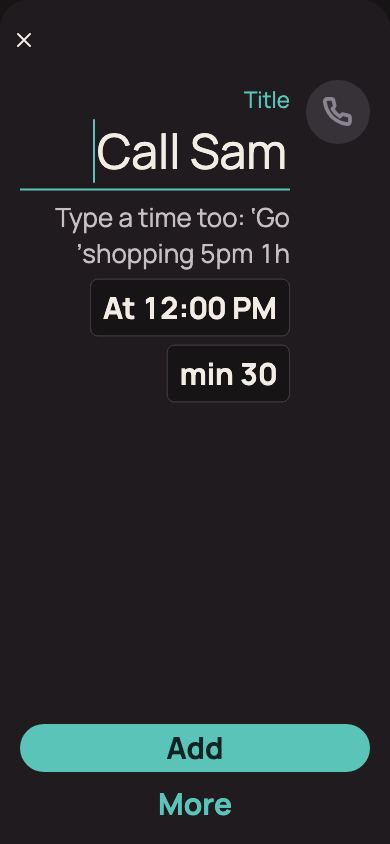 Title
Call Sam
Type a time too: ‘Go
’shopping 5pm 1h
At 12:00 PM
min 30
Add
More